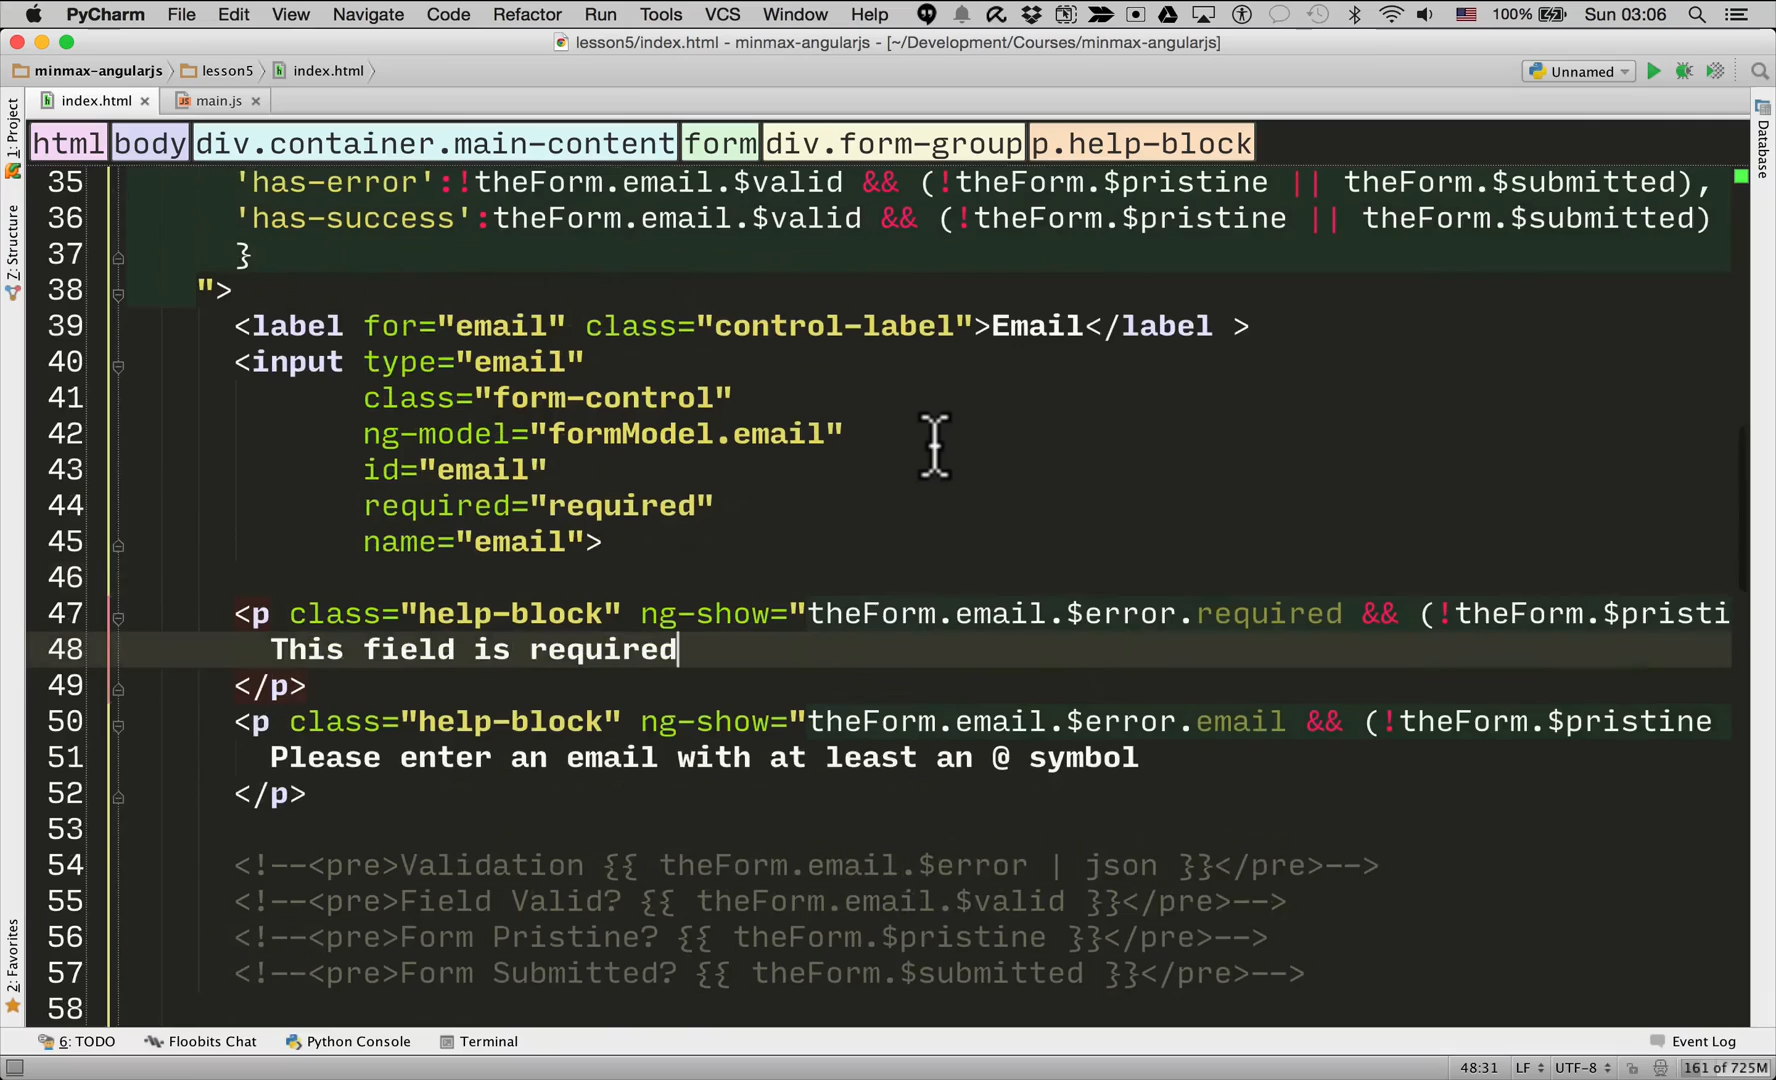 PyCharm File Edit View Navigate Code Refactor Run Tools VCS Window Help 100% Sun 03:06
lesson5/index.html - minmax-angularjs - [~/Development/Courses/minmax-angularjs]
minmax-angularjs lesson5 index.html Unnamed
index.html main.js
html body div.container.main-content form div.form-group p.help-block
1: Project
7: Structure
2: Favorites
Database
35 'has-error':!theForm.email.$valid && (!theForm.$pristine || theForm.$submitted),
36 'has-success':theForm.email.$valid && (!theForm.$pristine || theForm.$submitted)
37 }
38 ">
39 <label for="email" class="control-label">Email</label >
40 <input type="email"
41 class="form-control"
42 ng-model="formModel.email"
43 id="email"
44 required="required"
45 name="email">
46
47 <p class="help-block" ng-show="theForm.email.$error.required && (!theForm.$pristi
48 This field is required
49 </p>
50 <p class="help-block" ng-show="theForm.email.$error.email && (!theForm.$pristine
51 Please enter an email with at least an @ symbol
52 </p>
53
54 <!--<pre>Validation {{ theForm.email.$error | json }}</pre>-->
55 <!--<pre>Field Valid? {{ theForm.email.$valid }}</pre>-->
56 <!--<pre>Form Pristine? {{ theForm.$pristine }}</pre>-->
57 <!--<pre>Form Submitted? {{ theForm.$submitted }}</pre>-->
58
6: TODO Floobits Chat Python Console Terminal Event Log
48:31 LF UTF-8 161 of 725M